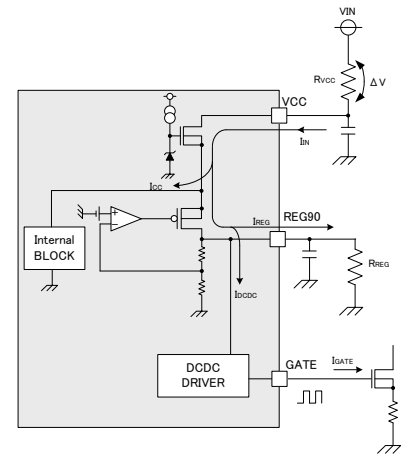 VIN
RVCC
ΔV
VCC
IIN
ICC
IREG
REG90
+
-
Internal
BLOCK
IDCDC
RREG
DCDC
DRIVER
GATE
IGATE